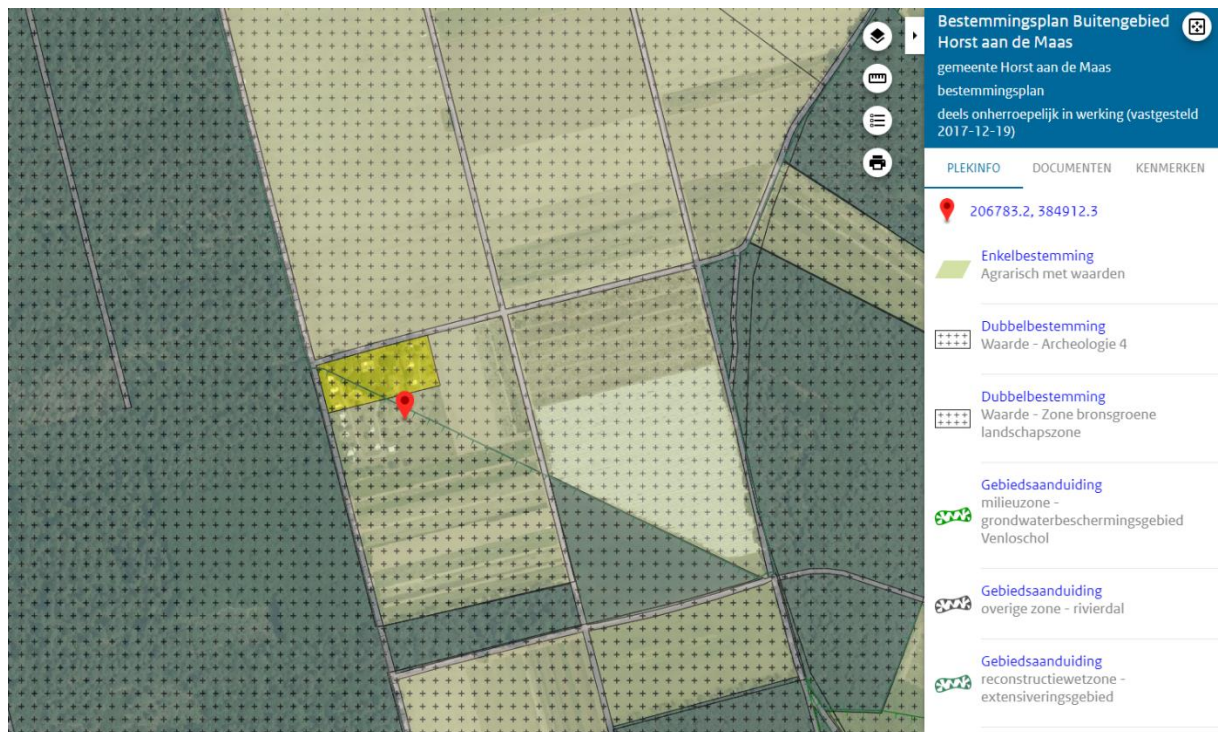 Bestemmingsplan Buitengebied
Horst aan de Maas
gemeente Horst aan de Maas
bestemmingsplan
deels onherroepelijk in werking (vastgesteld
2017-12-19)
PLEKINFO DOCUMENTEN KENMERKEN
206783.2, 384912.3
Enkelbestemming
Agrarisch met waarden
Dubbelbestemming
Waarde - Archeologie 4
Dubbelbestemming
Waarde - Zone bronsgroene
landschapszone
Gebiedsaanduiding
milieuzone -
grondwaterbeschermingsgebied
Venloschol
Gebiedsaanduiding
overige zone - rivierdal
Gebiedsaanduiding
reconstructiewetzone -
extensiveringsgebied